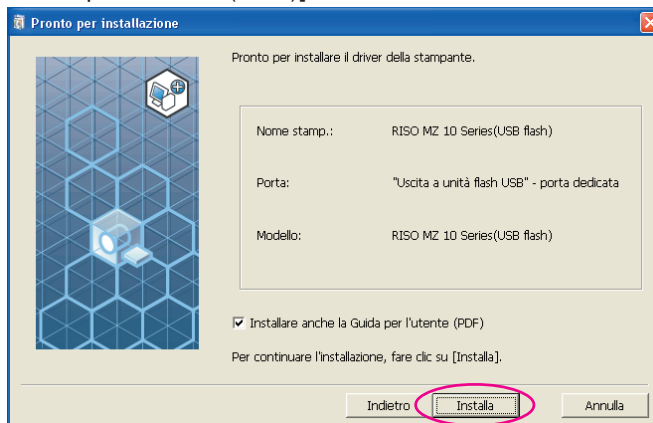 Pronto per installazione
Pronto per installare il driver della stampante.
Nome stamp.: RISO MZ 10 Series(USB flash)
Porta: "Uscita a unità flash USB" - porta dedicata
Modello: RISO MZ 10 Series(USB flash)
Installare anche la Guida per l'utente (PDF)
Per continuare l'installazione, fare clic su [Installa].
Indietro Installa Annulla